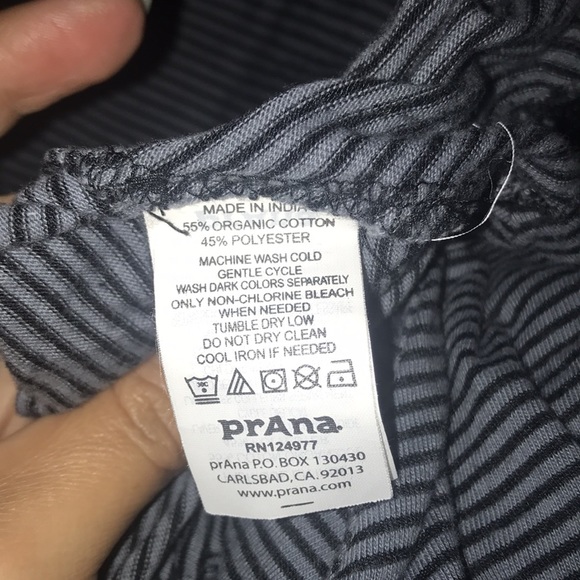 MADE IN INDIA
55% ORGANIC COTTON
45% POLYESTER
MACHINE WASH COLD
GENTLE CYCLE
WASH DARK COLORS SEPARATELY
ONLY NON-CHLORINE BLEACH
WHEN NEEDED
TUMBLE DRY LOW
DO NOT DRY CLEAN
COOL IRON IF NEEDED
prAna.
RN124977
prAna P.O. BOX 130430
CARLSBAD, CA. 92013
www.prana.com